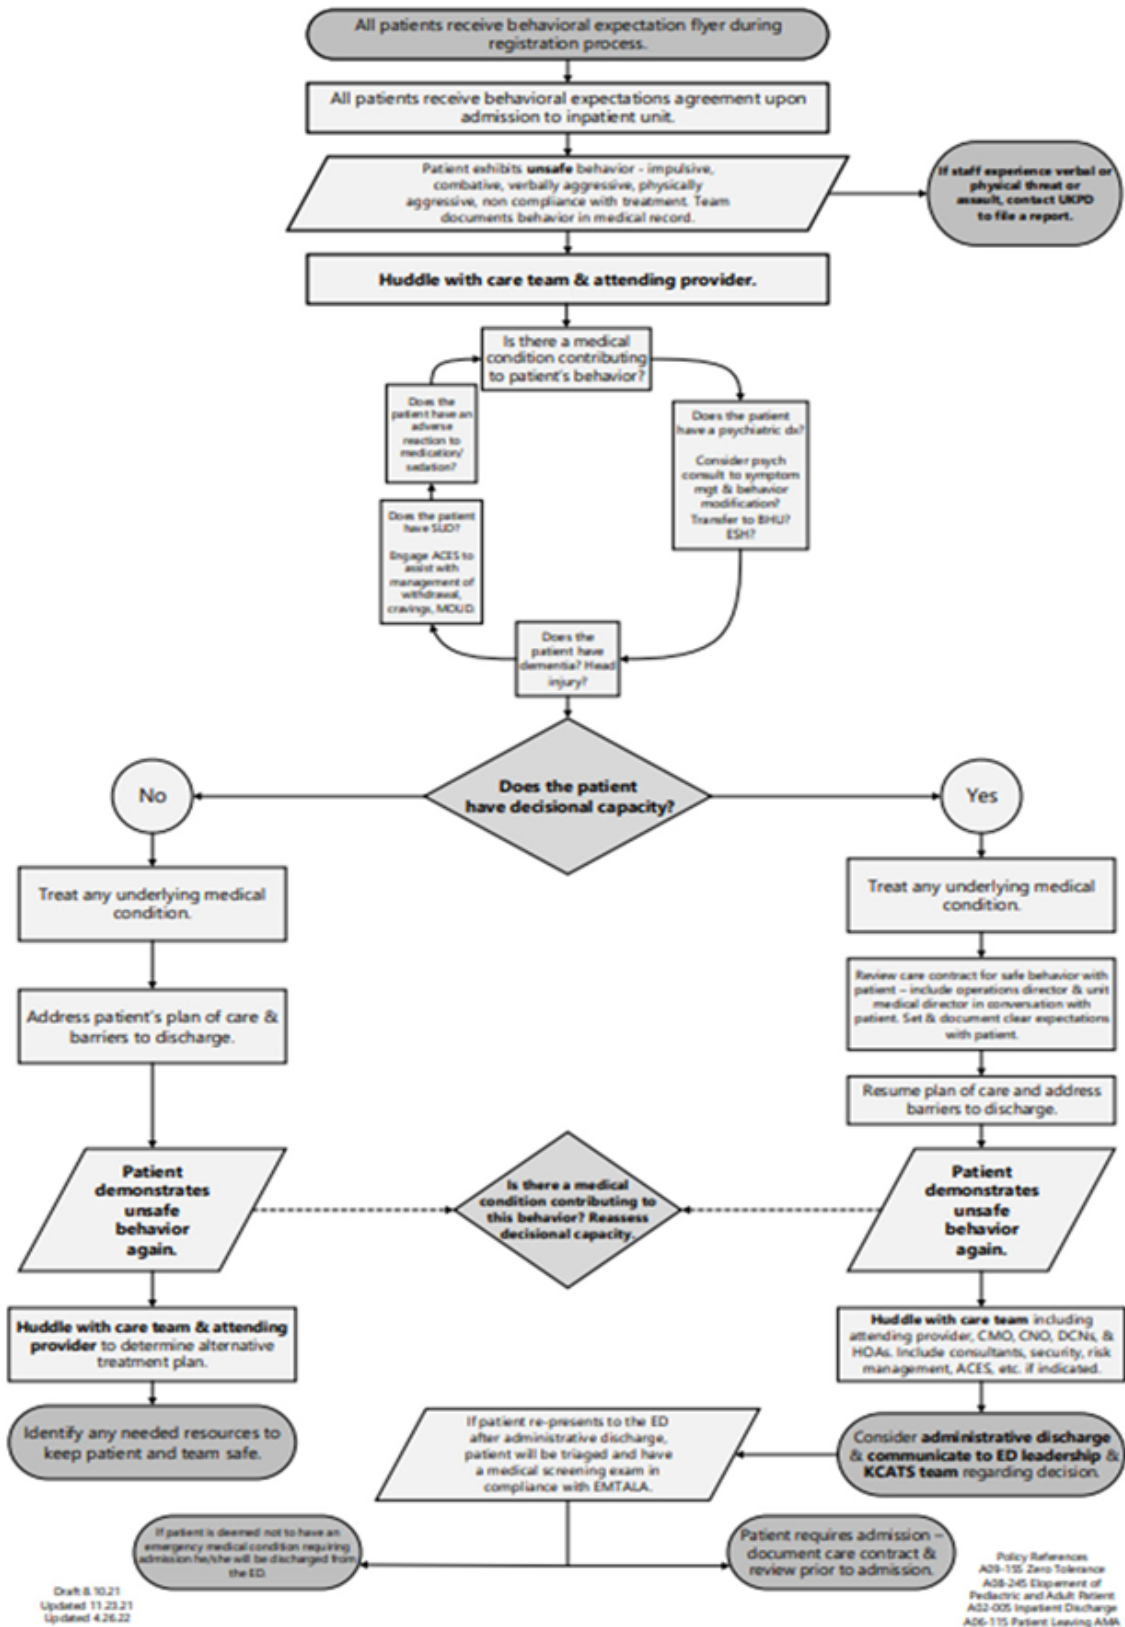 All patients receive behavioral expectation flyer during
registration process.
All patients receive behavioral expectations agreement upon
admission to inpatient unit.
Patient exhibits unsafe behavior - impulsive,
combative, verbally aggressive, physically
aggressive, non compliance with treatment. Team
documents behavior in medical record.
If staff experience verbal or
physical threat or
assault, contact UKPD
to file a report.
Huddle with care team & attending provider.
Is there a medical
condition contributing
to patient's behavior?
Does the
patient have an
adverse
reaction to
medication/
sedation?
Does the patient
have a psychiatric dx?
Consider psych
consult to symptom
mgt & behavior
modification?
Transfer to BHU?
ESH?
Does the patient
have SUD?
Engage ACES to
assist with
management of
withdrawal,
cravings, MOUD.
Does the
patient have
dementia? Head
injury?
Does the patient
have decisional capacity?
No
Yes
Treat any underlying medical
condition.
Address patient's plan of care &
barriers to discharge.
Patient
demonstrates
unsafe
behavior
again.
Huddle with care team & attending
provider to determine alternative
treatment plan.
Identify any needed resources to
keep patient and team safe.
Treat any underlying medical
condition.
Review care contract for safe behavior with
patient – include operations director & unit
medical director in conversation with
patient. Set & document clear expectations
with patient.
Resume plan of care and address
barriers to discharge.
Patient
demonstrates
unsafe
behavior
again.
Is there a medical
condition contributing to
this behavior? Reassess
decisional capacity.
Huddle with care team including
attending provider, CMO, CNO, DCNs, &
HOAs. Include consultants, security, risk
management, ACES, etc. if indicated.
Consider administrative discharge
& communicate to ED leadership &
KCATS team regarding decision.
If patient re-presents to the ED
after administrative discharge,
patient will be triaged and have
a medical screening exam in
compliance with EMTALA.
If patient is deemed not to have an
emergency medical condition requiring
admission he/she will be discharged from
the ED.
Patient requires admission –
document care contract &
review prior to admission.
Draft 8.10.21
Updated 11.23.21
Updated 4.26.22
Policy References
A09-155 Zero Tolerance
A08-245 Elopement of
Pediactric and Adult Patient
A02-005 Inpatient Discharge
A06-115 Patient Leaving AMA